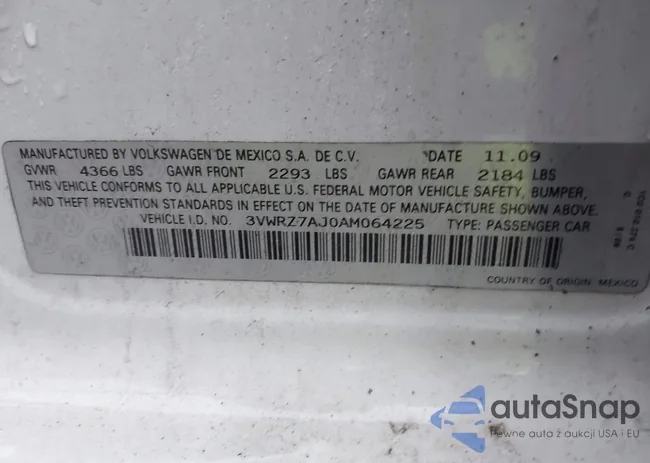 MANUFACTURED BY VOLKSWAGEN DE MEXICO S.A. DE C.V. DATE 11.09
GVWR 4366 LBS GAWR FRONT 2293 LBS GAWR REAR 2184 LBS
THIS VEHICLE CONFORMS TO ALL APPLICABLE U.S. FEDERAL MOTOR VEHICLE SAFETY, BUMPER,
AND THEFT PREVENTION STANDARDS IN EFFECT ON THE DATE OF MANUFACTURE SHOWN ABOVE.
VEHICLE I.D. NO. 3VWRZ7AJ0AM064225 TYPE: PASSENGER CAR
COUNTRY OF ORIGIN MEXICO
autaSnap
Pewne auta z aukcji USA i EU